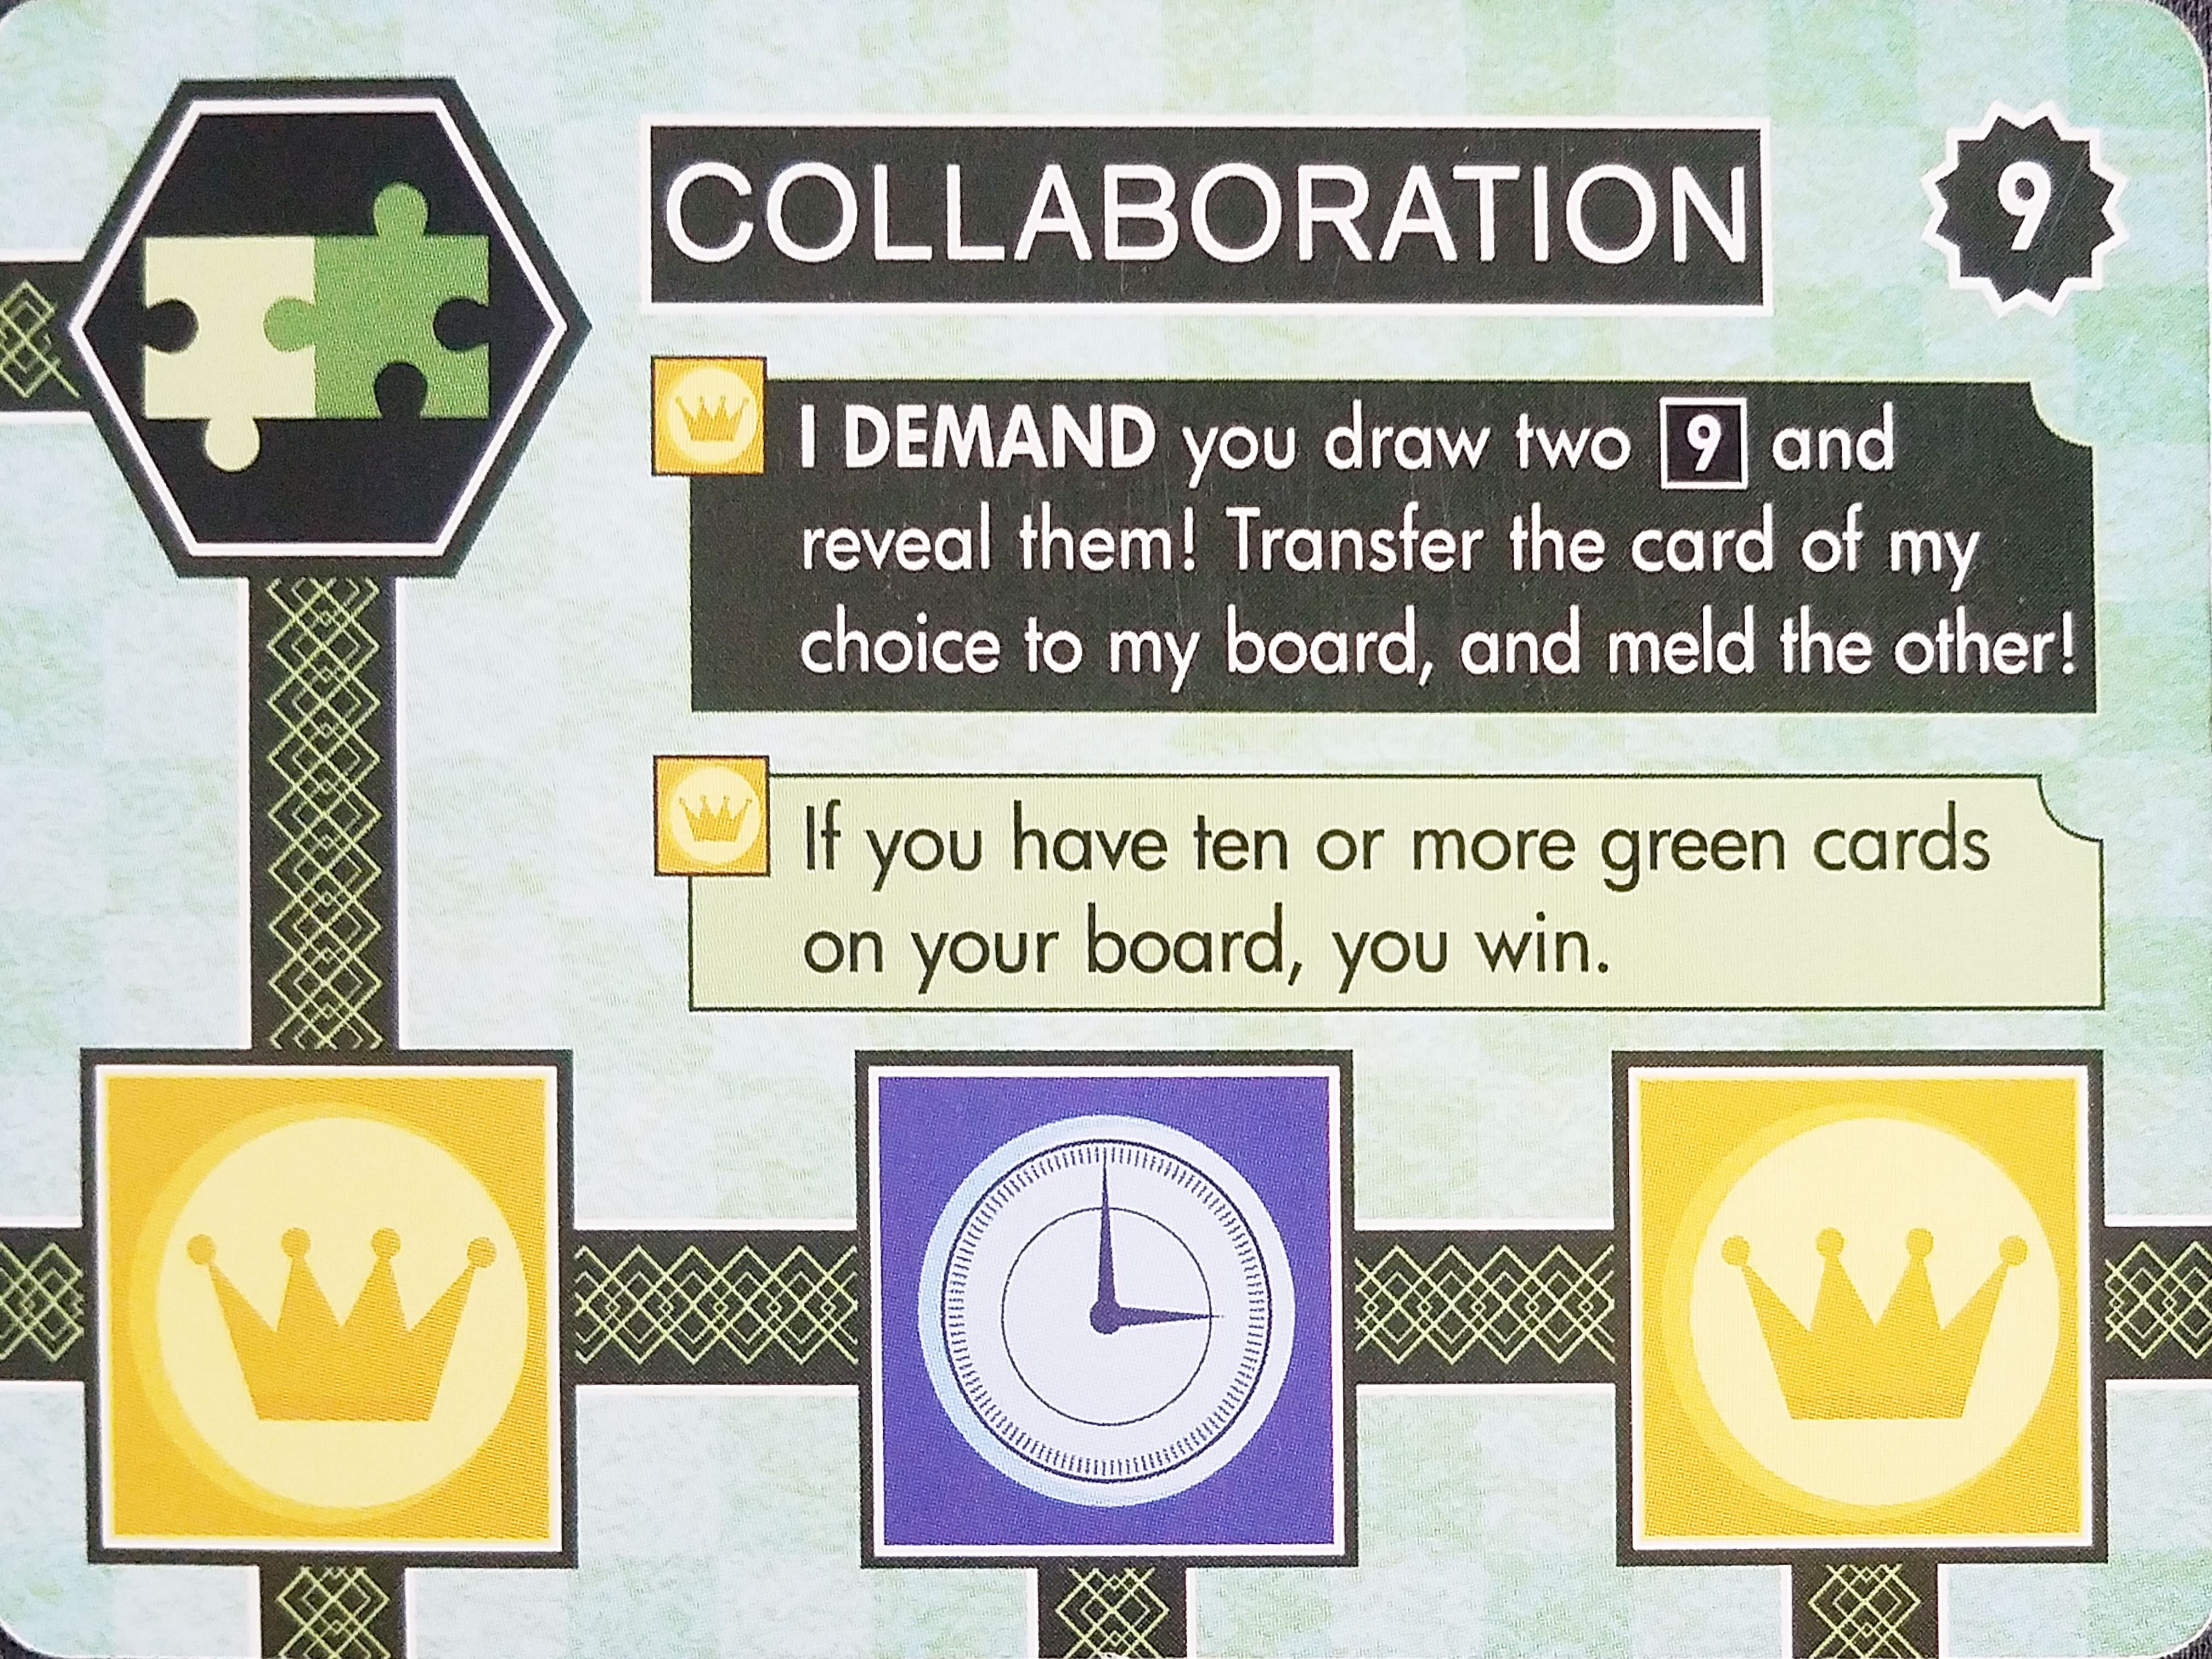 COLLABORATION
9
I DEMAND you draw two 9 and
reveal them! Transfer the card of my
choice to my board, and meld the other!
If you have ten or more green cards
on your board, you win.